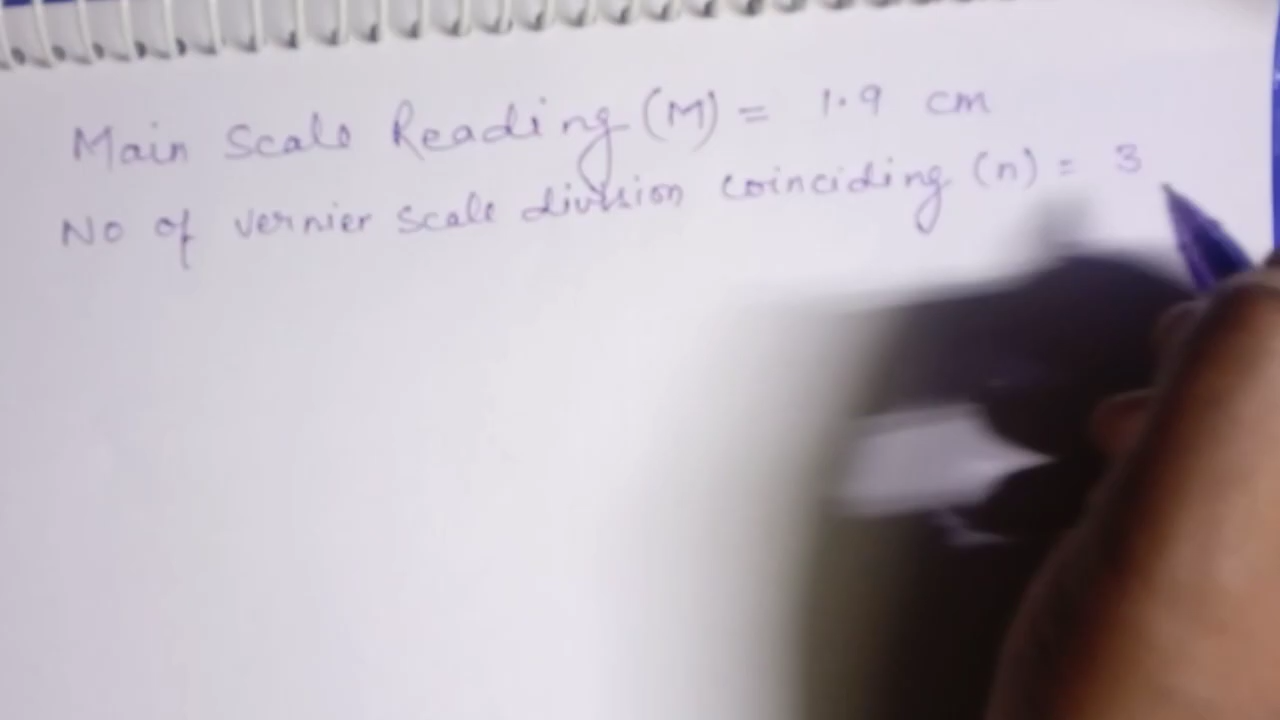 Main Scale Reading (M) = 1.9 cm
No of vernier scale division coinciding (n) = 3